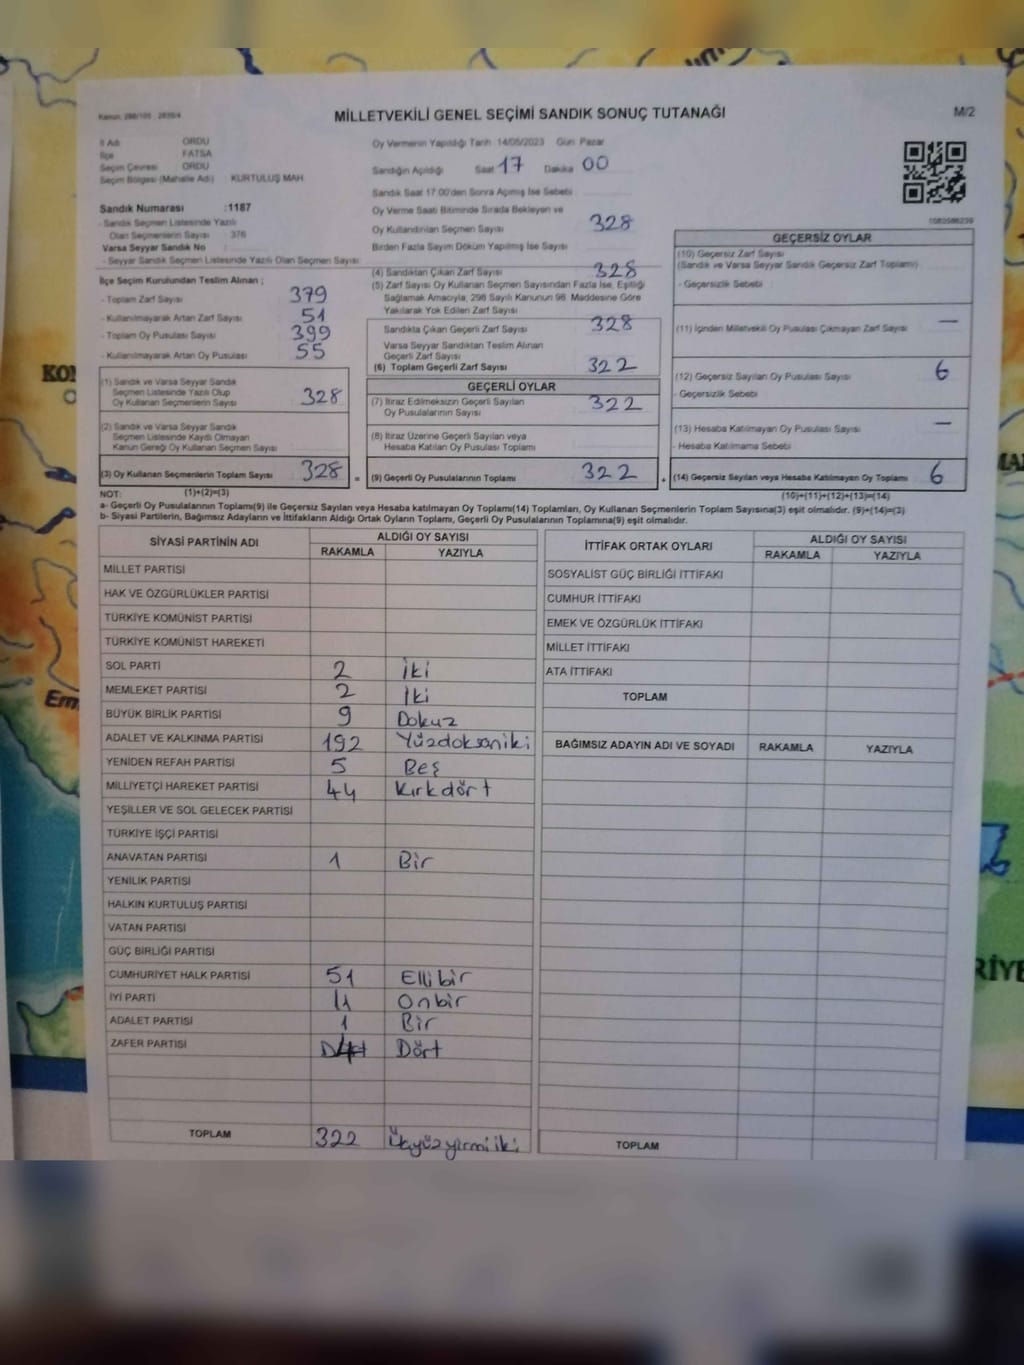 Kanun: 298/105 . 2839/4
MİLLETVEKİLİ GENEL SEÇİMİ SANDIK SONUÇ TUTANAĞI
M/2
İl Adı ORDU
İlçe FATSA
Seçim Çevresi ORDU
Seçim Bölgesi (Mahalle Adı) KURTULUŞ MAH.
Sandık Numarası :1187
- Sandık Seçmen Listesinde Yazılı
Olan Seçmenlerin Sayısı : 376
Varsa Seyyar Sandık No :
- Seyyar Sandık Seçmen Listesinde Yazılı Olan Seçmen Sayısı:
Oy Vermenin Yapıldığı Tarih :14/05/2023 Gün: Pazar
Sandığın Açıldığı Saat 17 Dakika 00
Sandık Saat 17.00'den Sonra Açımış İse Sebebi :
Oy Verme Saati Bitiminde Sırada Bekleyen ve
Oy Kullandırılan Seçmen Sayısı 328
Birden Fazla Sayım Döküm Yapılmış İse Sayısı
İlçe Seçim Kurulundan Teslim Alınan ;
- Toplam Zarf Sayısı 379
- Kullanılmayarak Artan Zarf Sayısı 51
- Toplam Oy Pusulası Sayısı 399
- Kullanılmayarak Artan Oy Pusulası 55
(4) Sandıktan Çıkan Zarf Sayısı 328
(5) Zarf Sayısı Oy Kullanan Seçmen Sayısından Fazla İse, Eşitliği
Sağlamak Amacıyla, 298 Sayılı Kanunun 98. Maddesine Göre
Yakılarak Yok Edilen Zarf Sayısı
Sandıkta Çıkan Geçerli Zarf Sayısı 328
Varsa Seyyar Sandıktan Teslim Alınan
Geçerli Zarf Sayısı
(6) Toplam Geçerli Zarf Sayısı 322
GEÇERLİ OYLAR
(7) İtiraz Edilmeksizin Geçerli Sayılan
Oy Pusulalarının Sayısı 322
(8) İtiraz Üzerine Geçerli Sayılan veya
Hesaba Katılan Oy Pusulaları Toplamı
(9) Geçerli Oy Pusulalarının Toplamı 322
(1) Sandık ve Varsa Seyyar Sandık
Seçmen Listesinde Yazılı Olup
Oy Kullanan Seçmenlerin Sayısı 328
(2) Sandık ve Varsa Seyyar Sandık
Seçmen Listesinde Kayıtlı Olmayan
Kanun Gereği Oy Kullanan Seçmen Sayısı
(3) Oy Kullanan Seçmenlerin Toplam Sayısı 328
GEÇERSİZ OYLAR
(10) Geçersiz Zarf Sayısı
(Sandık ve Varsa Seyyar Sandık Geçersiz Zarf Toplamı)
- Geçersizlik Sebebi :
(11) İçinden Milletvekili Oy Pusulası Çıkmayan Zarf Sayısı —
(12) Geçersiz Sayılan Oy Pusulası Sayısı 6
- Geçersizlik Sebebi
(13) Hesaba Katılmayan Oy Pusulası Sayısı —
- Hesaba Katılmama Sebebi
(14) Geçersiz Sayılan veya Hesaba Katılmayan Oy Toplamı 6
NOT: (1)+(2)=(3) (10)+(11)+(12)+(13)=(14)
a- Geçerli Oy Pusulalarının Toplamı(9) ile Geçersiz Sayılan veya Hesaba katılmayan Oy Toplamı(14) Toplamları, Oy Kullanan Seçmenlerin Toplam Sayısına(3) eşit olmalıdır. (9)+(14)=(3)
b- Siyasi Partilerin, Bağımsız Adayların ve İttifakların Aldığı Ortak Oyların Toplamı, Geçerli Oy Pusulalarının Toplamına(9) eşit olmalıdır.
SİYASİ PARTİNİN ADI ALDIĞI OY SAYISI
RAKAMLA YAZIYLA
MİLLET PARTİSİ
HAK VE ÖZGÜRLÜKLER PARTİSİ
TÜRKİYE KOMÜNİST PARTİSİ
TÜRKİYE KOMÜNİST HAREKETİ
SOL PARTİ 2 İki
MEMLEKET PARTİSİ 2 İki
BÜYÜK BİRLİK PARTİSİ 9 Dokuz
ADALET VE KALKINMA PARTİSİ 192 Yüzdoksaniki
YENİDEN REFAH PARTİSİ 5 Beş
MİLLİYETÇİ HAREKET PARTİSİ 44 Kırkdört
YEŞİLLER VE SOL GELECEK PARTİSİ
TÜRKİYE İŞÇİ PARTİSİ
ANAVATAN PARTİSİ 1 Bir
YENİLİK PARTİSİ
HALKIN KURTULUŞ PARTİSİ
VATAN PARTİSİ
GÜÇ BİRLİĞİ PARTİSİ
CUMHURİYET HALK PARTİSİ 51 Ellibir
İYİ PARTİ 11 Onbir
ADALET PARTİSİ 1 Bir
ZAFER PARTİSİ 4 Dört
TOPLAM 322 Üçyüzyirmiiki
İTTİFAK ORTAK OYLARI ALDIĞI OY SAYISI
RAKAMLA YAZIYLA
SOSYALİST GÜÇ BİRLİĞİ İTTİFAKI
CUMHUR İTTİFAKI
EMEK VE ÖZGÜRLÜK İTTİFAKI
MİLLET İTTİFAKI
ATA İTTİFAKI
TOPLAM
BAĞIMSIZ ADAYIN ADI VE SOYADI RAKAMLA YAZIYLA
TOPLAM